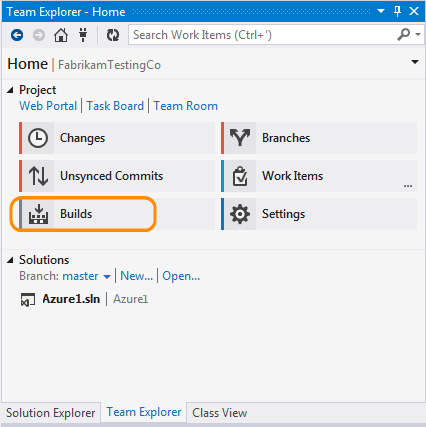 Team Explorer - Home
Search Work Items (Ctrl+')
Home | FabrikamTestingCo
Project
Web Portal | Task Board | Team Room
Changes Branches
Unsynced Commits Work Items ...
Builds Settings
Solutions
Branch: master | New... | Open...
Azure1.sln | Azure1
Solution Explorer Team Explorer Class View